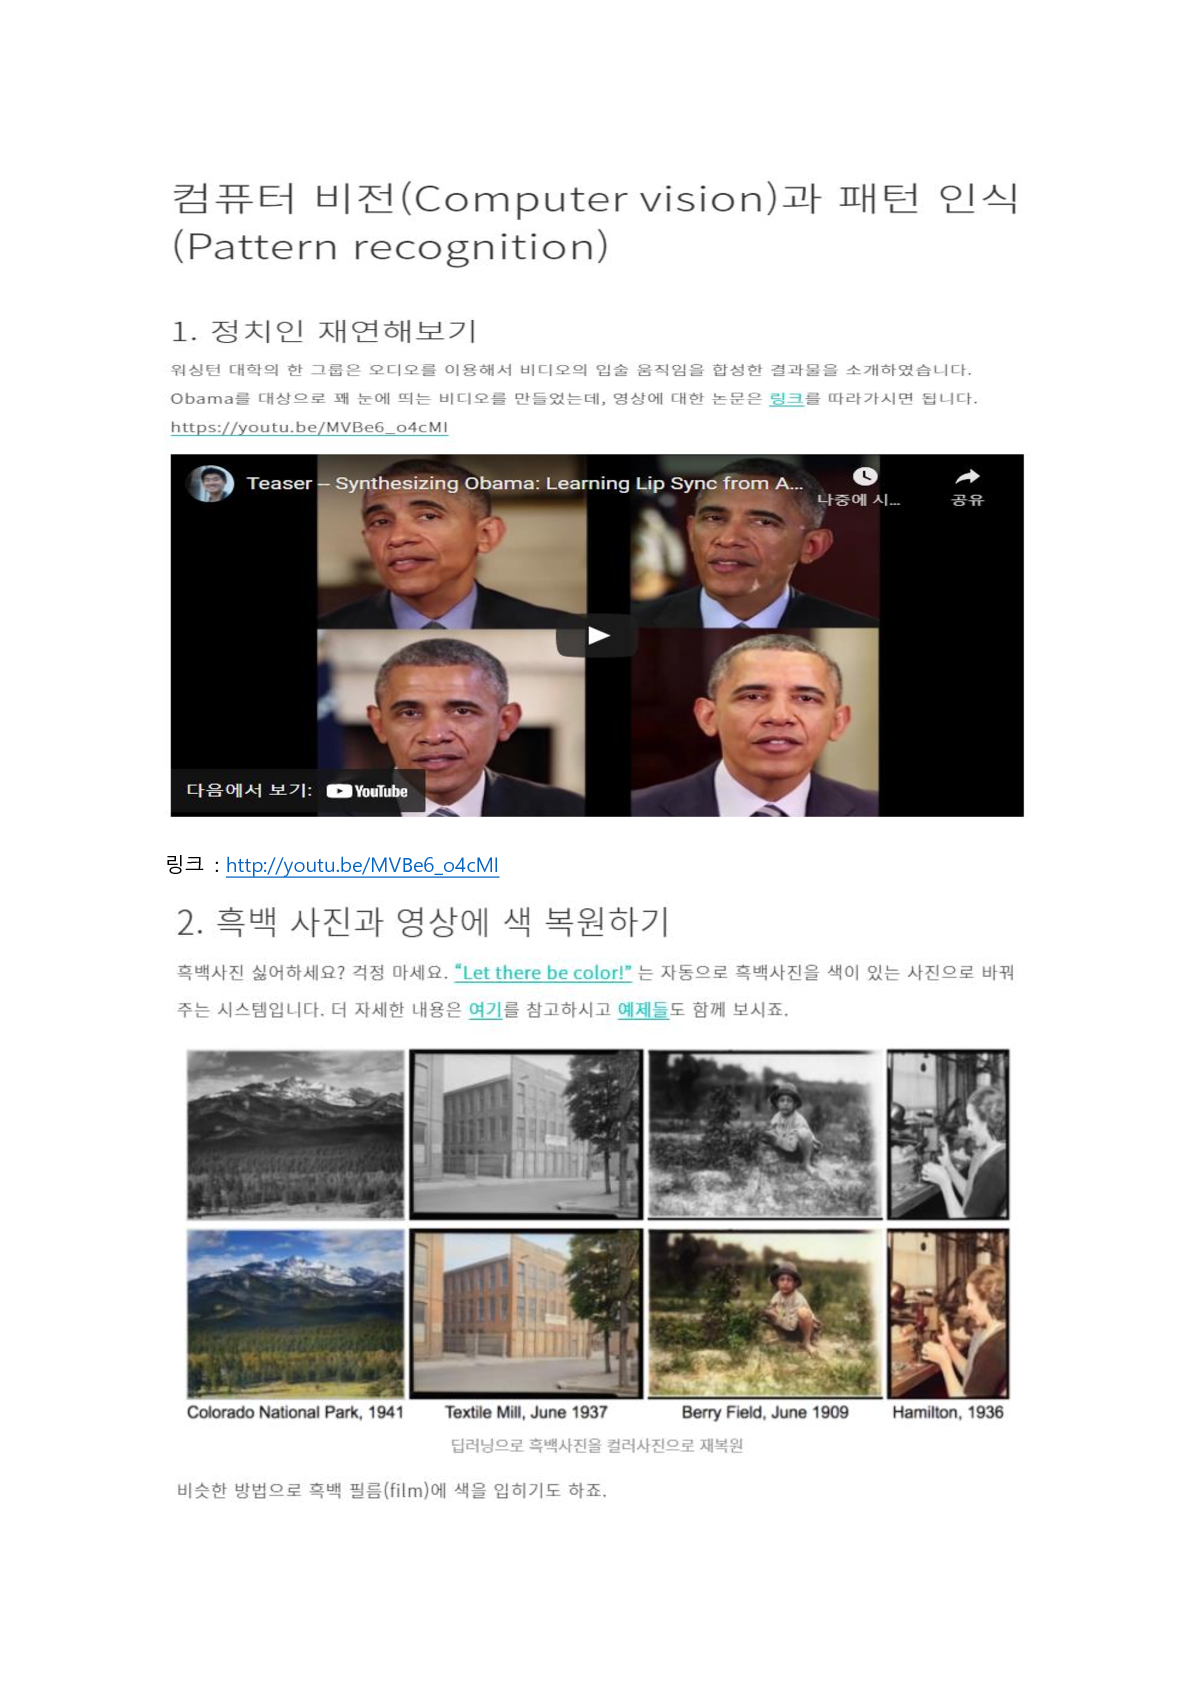 컴퓨터 비전(Computer vision)과 패턴 인식
(Pattern recognition)
1. 정치인 재연해보기
워싱턴 대학의 한 그룹은 오디오를 이용해서 비디오의 입술 움직임을 합성한 결과물을 소개하였습니다.
Obama를 대상으로 꽤 눈에 띄는 비디오를 만들었는데, 영상에 대한 논문은 링크를 따라가시면 됩니다.
https://youtu.be/MVBe6_o4cMI
Teaser – Synthesizing Obama: Learning Lip Sync from A...
나중에 시...
공유
다음에서 보기: YouTube
링크 : http://youtu.be/MVBe6_o4cMI
2. 흑백 사진과 영상에 색 복원하기
흑백사진 싫어하세요? 걱정 마세요. “Let there be color!” 는 자동으로 흑백사진을 색이 있는 사진으로 바꿔
주는 시스템입니다. 더 자세한 내용은 여기를 참고하시고 예제들도 함께 보시죠.
Colorado National Park, 1941
Textile Mill, June 1937
Berry Field, June 1909
Hamilton, 1936
딥러닝으로 흑백사진을 컬러사진으로 재복원
비슷한 방법으로 흑백 필름(film)에 색을 입히기도 하죠.